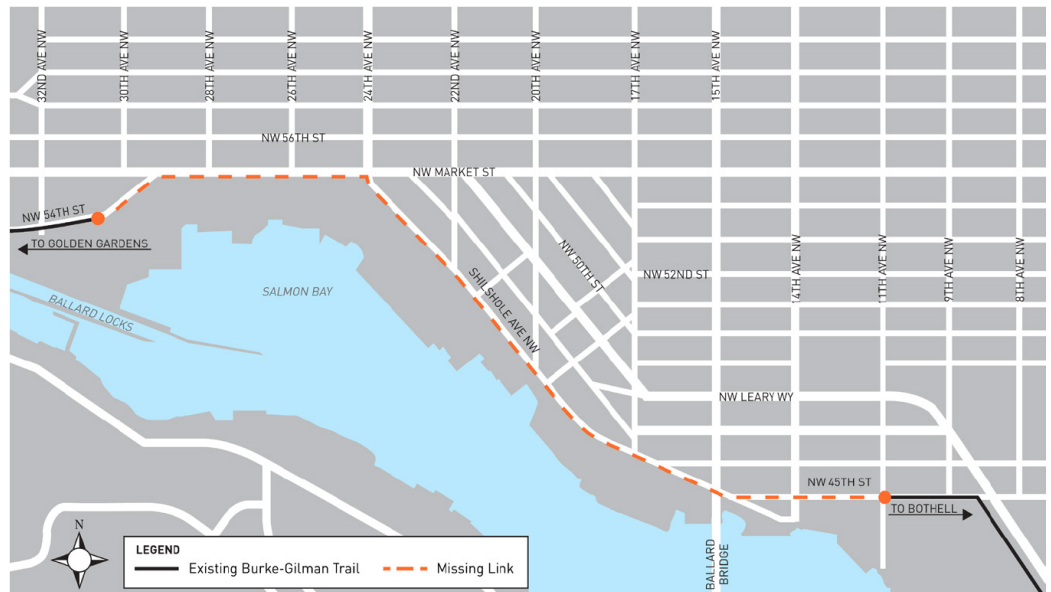 32ND AVE NW
30TH AVE NW
28TH AVE NW
26TH AVE NW
24TH AVE NW
22ND AVE NW
20TH AVE NW
17TH AVE NW
15TH AVE NW
NW 56TH ST
NW MARKET ST
NW 54TH ST
TO GOLDEN GARDENS
SALMON BAY
BALLARD LOCKS
SHILSHOLE AVE NW
NW 50TH ST
NW 52ND ST
14TH AVE NW
11TH AVE NW
9TH AVE NW
8TH AVE NW
NW LEARY WY
NW 45TH ST
TO BOTHELL
BALLARD
BRIDGE
N
LEGEND
Existing Burke-Gilman Trail
Missing Link